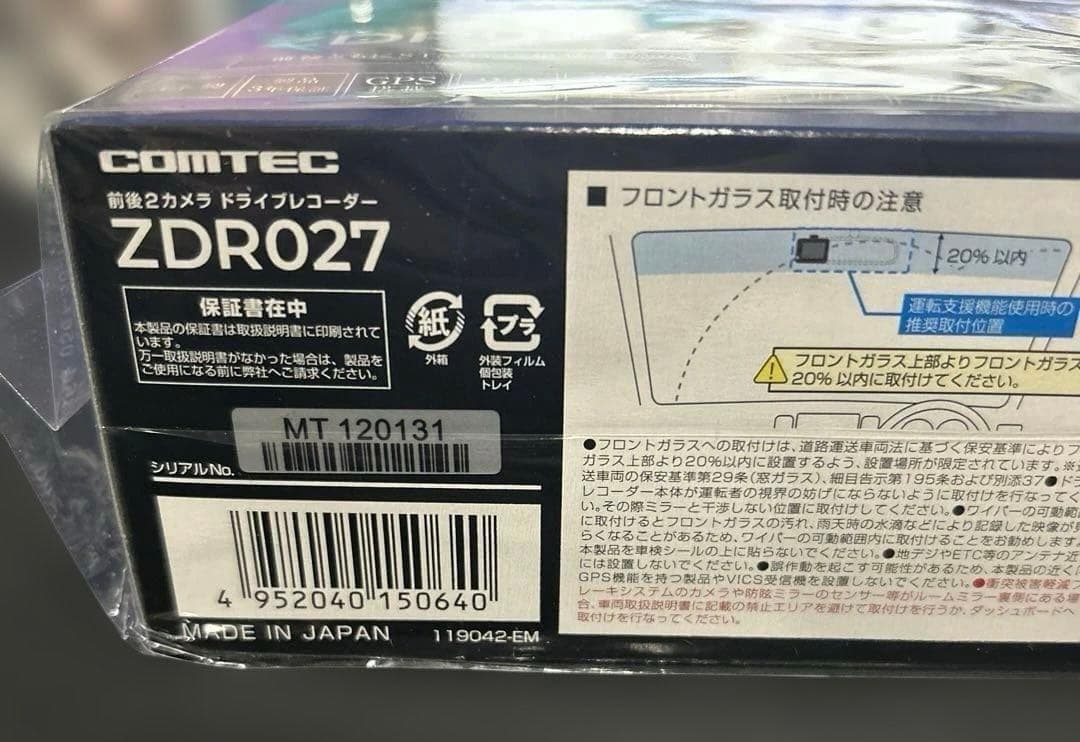 製品
3年保証
GPS
COMTEC
前後2カメラ ドライブレコーダー
ZDR027
保証書在中
本製品の保証書は取扱説明書に印刷されて
います。
万一取扱説明書がなかった場合は、製品を
ご使用になる前に弊社へご請求ください。
紙
外箱
プラ
外装フィルム
個包装
トレイ
シリアルNo.
MT 120131
4 952040 150640
MADE IN JAPAN
119042-EM
■ フロントガラス取付時の注意
20%以内
運転支援機能使用時の
推奨取付位置
フロントガラス上部よりフロントガラス
20%以内に取付けてください。
●フロントガラスへの取付けは、道路運送車両法に基づく保安基準によりフ
ガラス上部より20%以内に設置するよう、設置場所が限定されています。※
送車両の保安基準第29条(窓ガラス)、細目告示第195条および別添37●ドラ
レコーダー本体が運転者の視界の妨げにならないように取付けを行なってく
い。その際ミラーと干渉しない位置に取付けしてください。●ワイパーの可動範
に取付けるとフロントガラスの汚れ、雨天時の水滴などにより記録した映像が
らくなることがあるため、ワイパーの可動範囲内に取付けることをお勧めします。
本製品を車検シールの上に貼らないでください。●地デジやETC等のアンテナ近
には設置しないでください。●誤作動を起こす可能性があるため、本製品の近くに
GPS機能を持つ製品やVICS受信機を設置しないでください。●衝突被害軽減ブ
レーキシステムのカメラや防眩ミラーのセンサー等がルームミラー裏側にある場
合、車両取扱説明書に記載の禁止エリアを避けて取付けを行うか、ダッシュボードへ
取付けを行なってください。